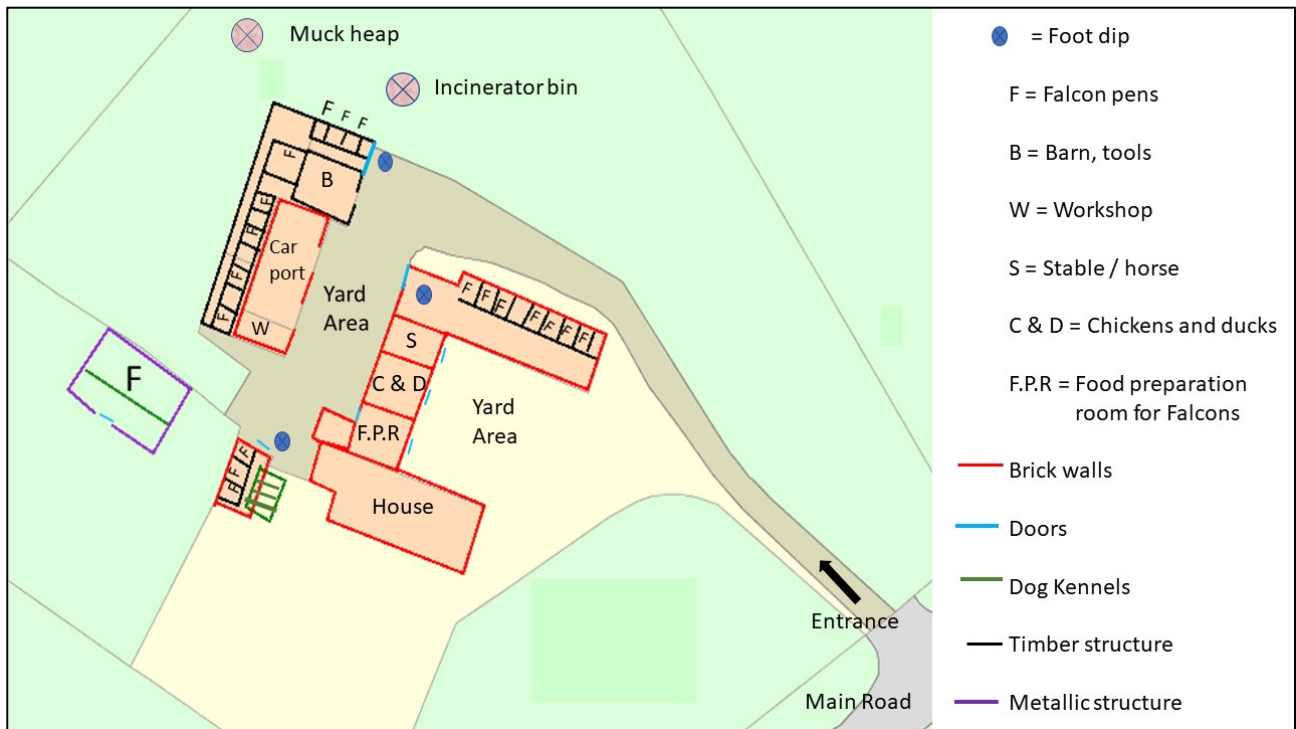 Muck heap
Incinerator bin
F F F
F
B
F
F
F
F
Car
port
W
Yard
Area
F F F F F F F
S
C & D
F.P.R
Yard
Area
F
F
F
F
House
Entrance
Main Road
= Foot dip
F = Falcon pens
B = Barn, tools
W = Workshop
S = Stable / horse
C & D = Chickens and ducks
F.P.R = Food preparation
room for Falcons
Brick walls
Doors
Dog Kennels
Timber structure
Metallic structure